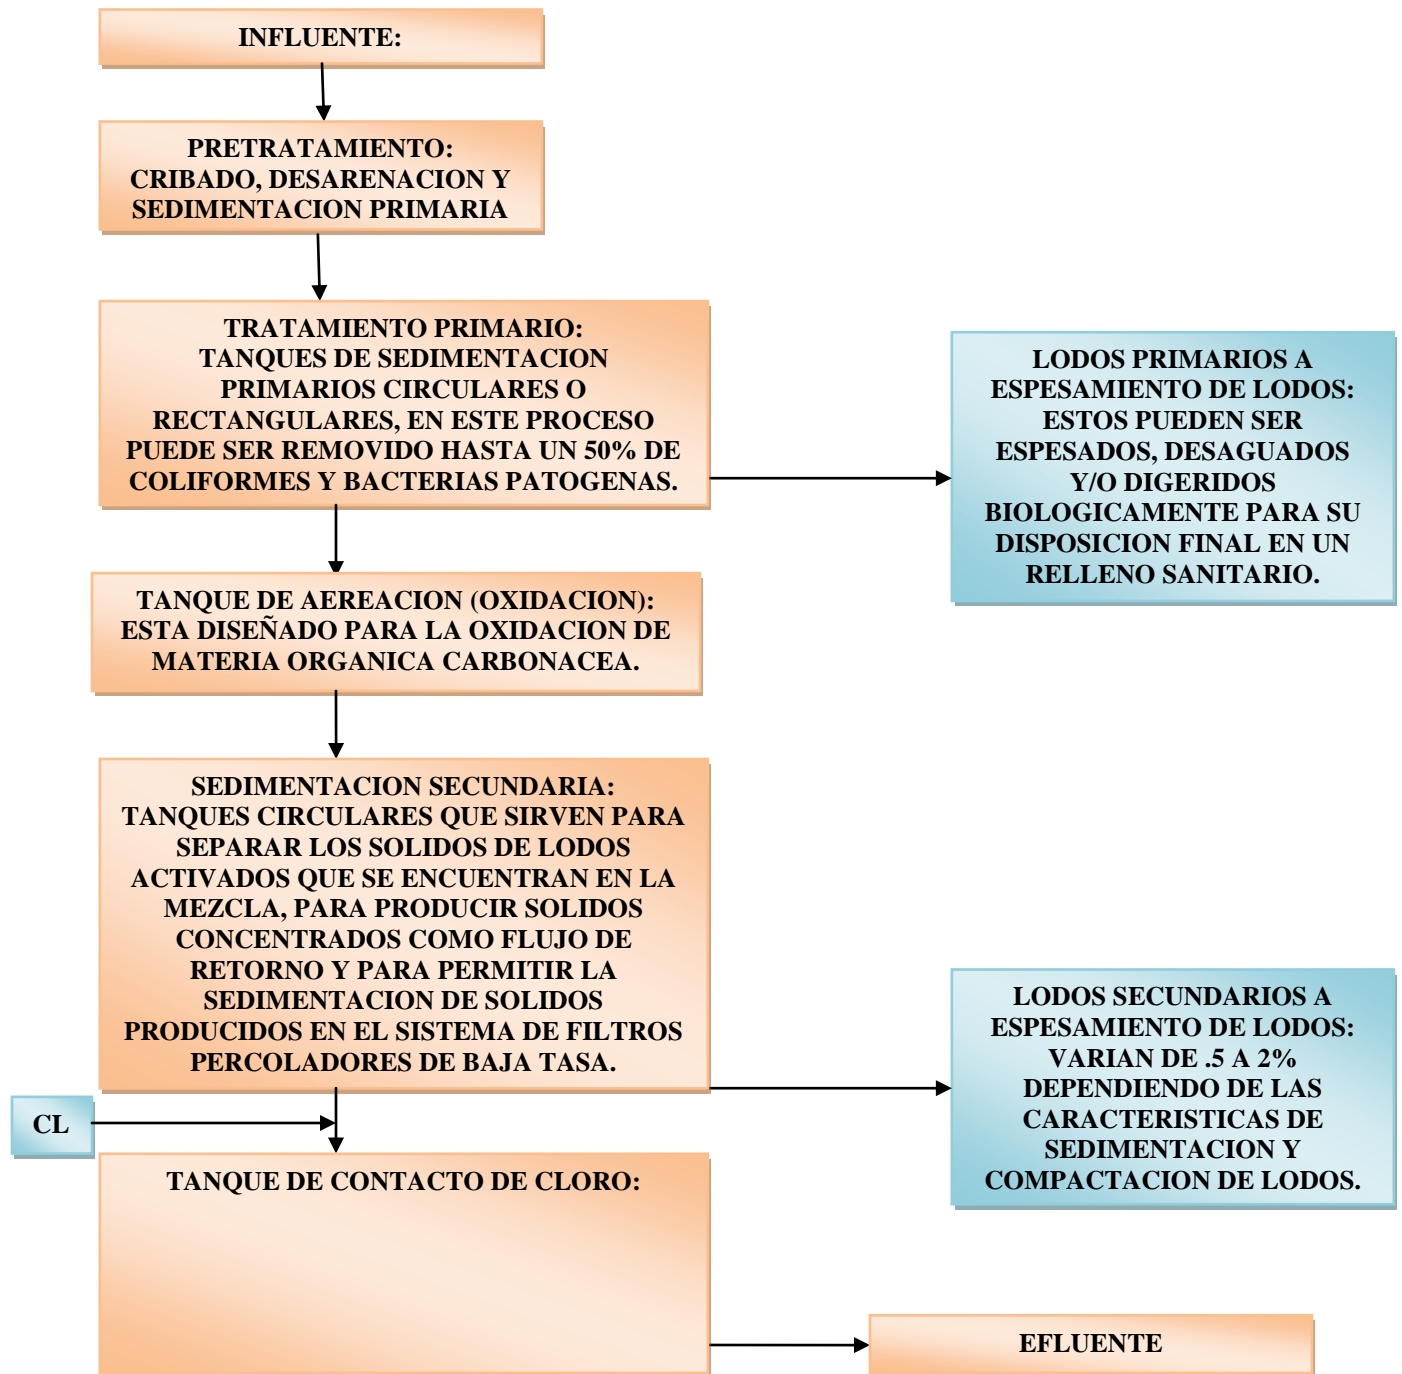 INFLUENTE:
PRETRATAMIENTO:
CRIBADO, DESARENACION Y
SEDIMENTACION PRIMARIA
TRATAMIENTO PRIMARIO:
TANQUES DE SEDIMENTACION
PRIMARIOS CIRCULARES O
RECTANGULARES, EN ESTE PROCESO
PUEDE SER REMOVIDO HASTA UN 50% DE
COLIFORMES Y BACTERIAS PATOGENAS.
LODOS PRIMARIOS A
ESPESAMIENTO DE LODOS:
ESTOS PUEDEN SER
ESPESADOS, DESAGUADOS
Y/O DIGERIDOS
BIOLOGICAMENTE PARA SU
DISPOSICION FINAL EN UN
RELLENO SANITARIO.
TANQUE DE AEREACION (OXIDACION):
ESTA DISEÑADO PARA LA OXIDACION DE
MATERIA ORGANICA CARBONACEA.
SEDIMENTACION SECUNDARIA:
TANQUES CIRCULARES QUE SIRVEN PARA
SEPARAR LOS SOLIDOS DE LODOS
ACTIVADOS QUE SE ENCUENTRAN EN LA
MEZCLA, PARA PRODUCIR SOLIDOS
CONCENTRADOS COMO FLUJO DE
RETORNO Y PARA PERMITIR LA
SEDIMENTACION DE SOLIDOS
PRODUCIDOS EN EL SISTEMA DE FILTROS
PERCOLADORES DE BAJA TASA.
LODOS SECUNDARIOS A
ESPESAMIENTO DE LODOS:
VARIAN DE .5 A 2%
DEPENDIENDO DE LAS
CARACTERISTICAS DE
SEDIMENTACION Y
COMPACTACION DE LODOS.
CL
TANQUE DE CONTACTO DE CLORO:
EFLUENTE